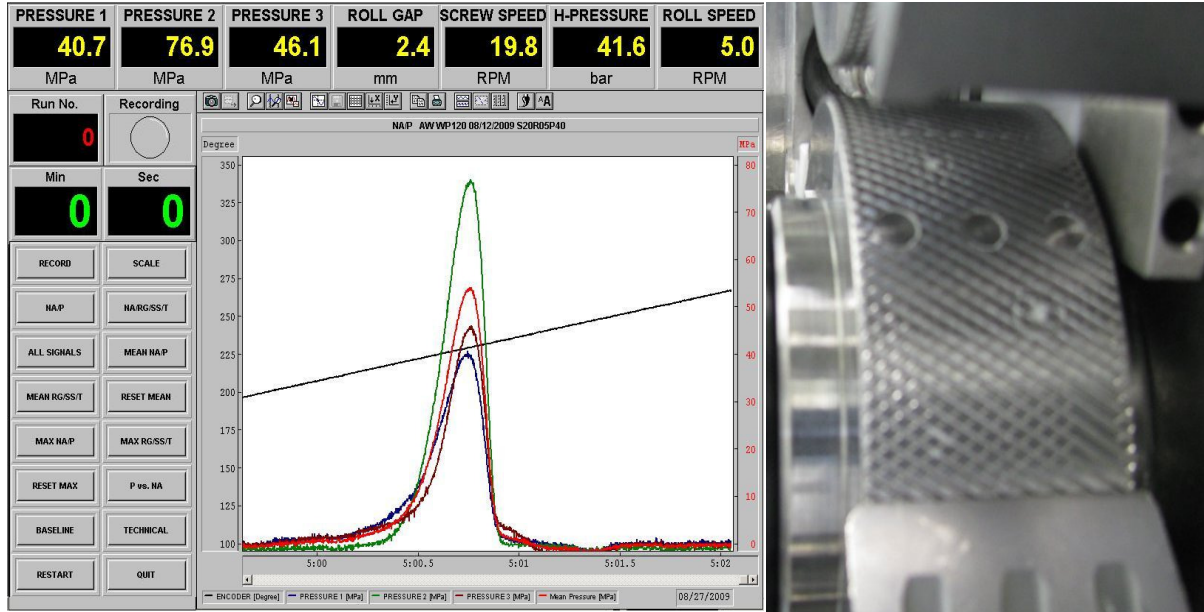 PRESSURE 1 PRESSURE 2 PRESSURE 3 ROLL GAP SCREW SPEED H-PRESSURE ROLL SPEED
40.7 76.9 46.1 2.4 19.8 41.6 5.0
MPa MPa MPa mm RPM bar RPM
Run No. Recording
0
Min Sec
0 0
RECORD SCALE
NA/P NA/RG/SS/T
ALL SIGNALS MEAN NA/P
MEAN RG/SS/T RESET MEAN
MAX NA/P MAX RG/SS/T
RESET MAX P vs. NA
BASELINE TECHNICAL
RESTART QUIT
NA/P AW WP120 08/12/2009 S20R05P40
Degree MPa
350 80
325 70
300 60
275 50
250
225 40
200 30
175 20
150
125 10
100 0
5:00 5:00.5 5:01 5:01.5 5:02
ENCODER [Degree] PRESSURE 1 [MPa] PRESSURE 2 [MPa] PRESSURE 3 [MPa] Mean Pressure [MPa] 08/27/2009